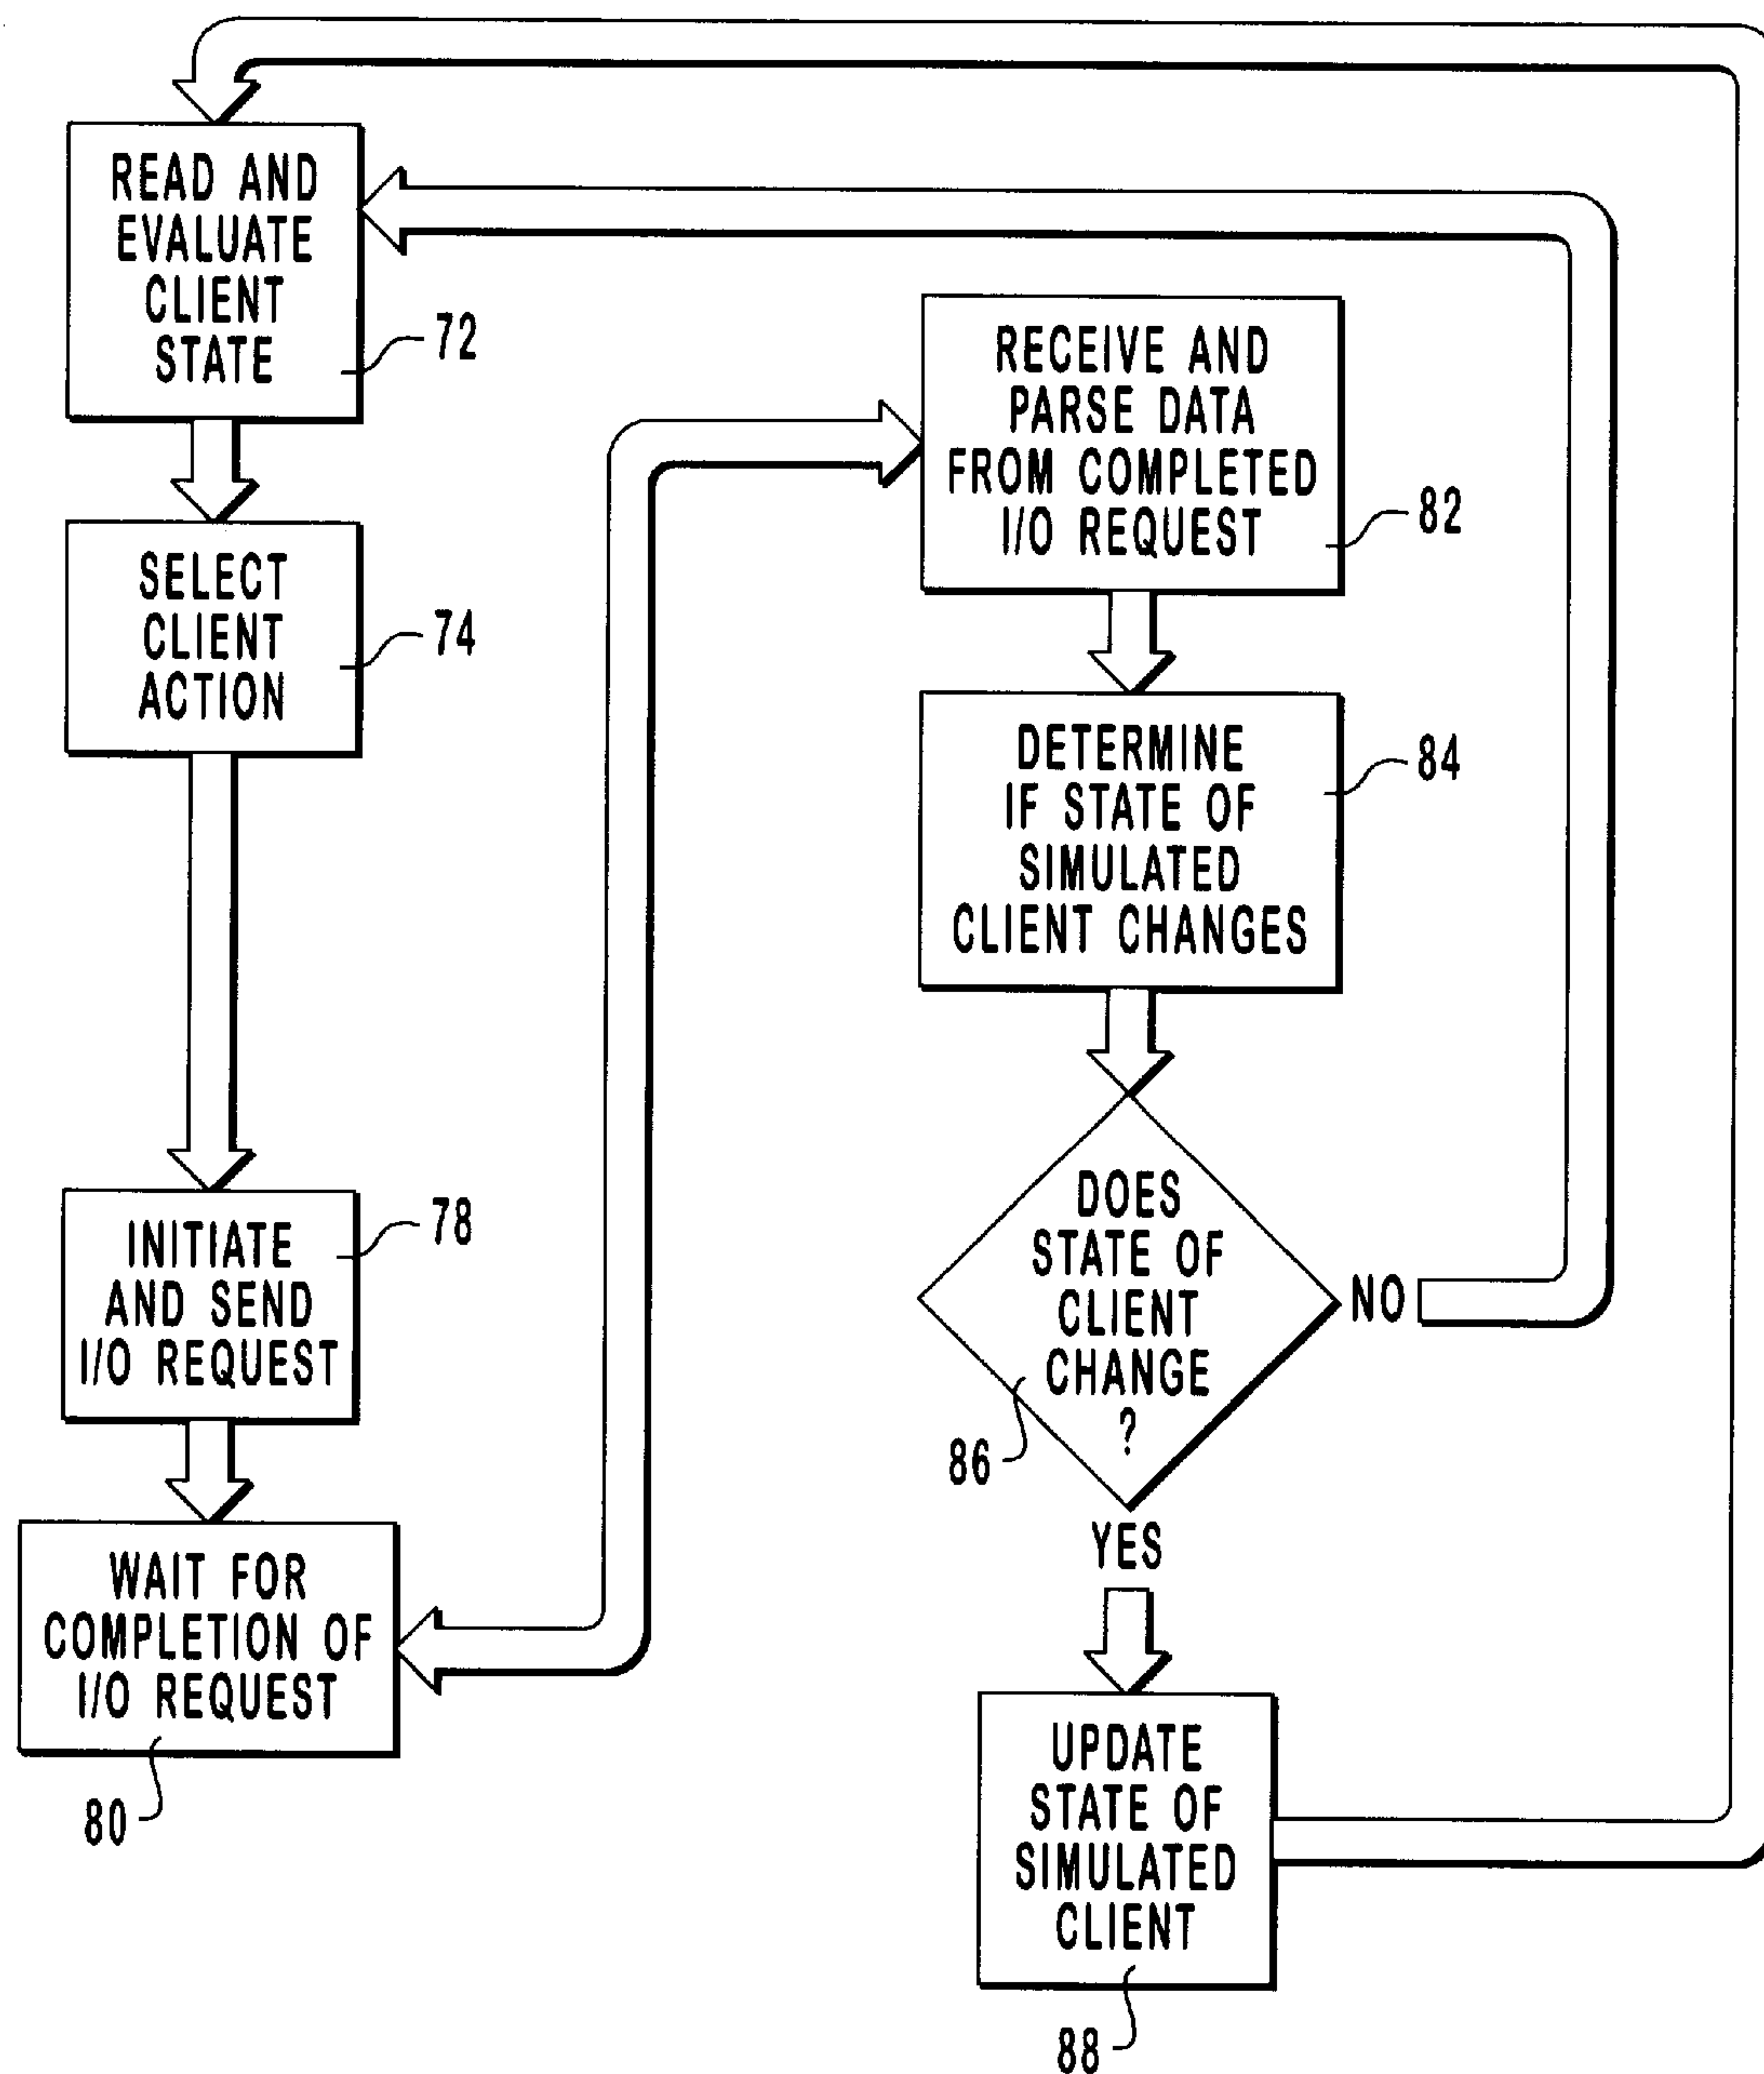 READ AND
EVALUATE
CLIENT
STATE
72
SELECT
CLIENT
ACTION
74
INITIATE
AND SEND
I/O REQUEST
78
WAIT FOR
COMPLETION OF
I/O REQUEST
80
RECEIVE AND
PARSE DATA
FROM COMPLETED
I/O REQUEST
82
DETERMINE
IF STATE OF
SIMULATED
CLIENT CHANGES
84
DOES
STATE OF
CLIENT
CHANGE
?
86
NO
YES
UPDATE
STATE OF
SIMULATED
CLIENT
88